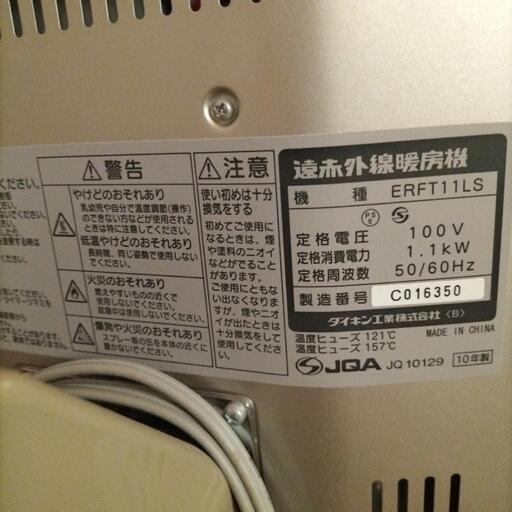 ください。
⚠警告
やけどのおそれあり
乳幼児や自分で温度調節(操作)
のできない方などが使用される
ときは特に注意してください。
低温やけどのおそれあり
長時間、同じ姿勢で使用しない
でください。
火災のおそれあり
燃えやすいものの近くで
使用しないでください。
爆発や火災のおそれあり
スプレー等の缶を本体の近くに
置かないでください。
⚠注意
使い初めは十分
換気をする
初めてご使用に
なるときは、煙
や塗料のニオイ
などがでること
がありますが、
ご使用にともな
い出なくなりま
すが、煙やニオ
イが出たときは
十分換気をして
使用してくださ
い。
遠赤外線暖房機
機種 ERFT11LS
PS
E
定格電圧 100V
定格消費電力 1.1kW
定格周波数 50/60Hz
製造番号 C016350
ダイキン工業株式会社〈B〉
温度ヒューズ 121℃
温度ヒューズ 157℃
MADE IN CHINA
JQA JQ10129 10年製